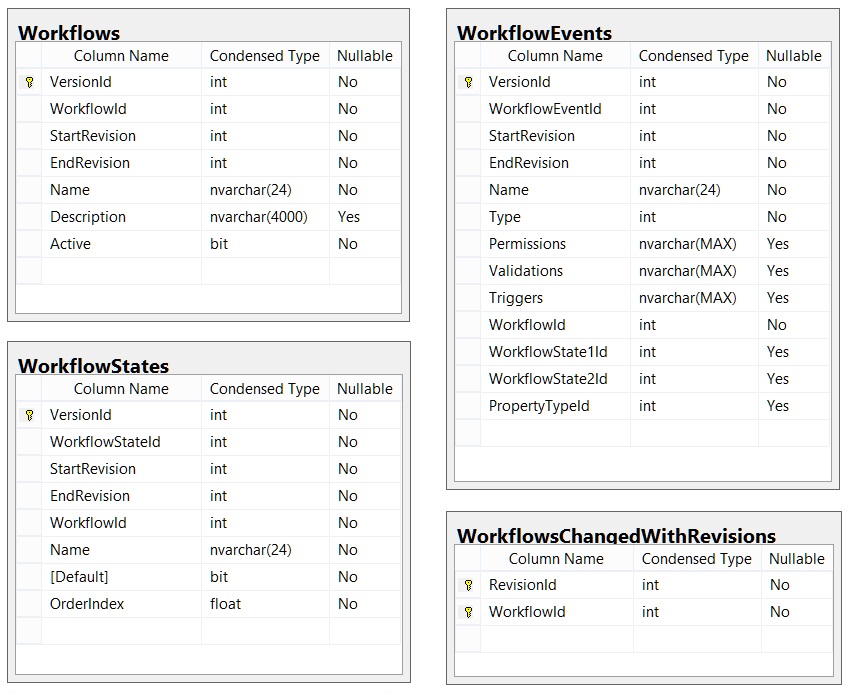 Workflows
Column Name Condensed Type Nullable
VersionId int No
WorkflowId int No
StartRevision int No
EndRevision int No
Name nvarchar(24) No
Description nvarchar(4000) Yes
Active bit No
WorkflowStates
Column Name Condensed Type Nullable
VersionId int No
WorkflowStateId int No
StartRevision int No
EndRevision int No
WorkflowId int No
Name nvarchar(24) No
[Default] bit No
OrderIndex float No
WorkflowEvents
Column Name Condensed Type Nullable
VersionId int No
WorkflowEventId int No
StartRevision int No
EndRevision int No
Name nvarchar(24) No
Type int No
Permissions nvarchar(MAX) Yes
Validations nvarchar(MAX) Yes
Triggers nvarchar(MAX) Yes
WorkflowId int No
WorkflowState1Id int Yes
WorkflowState2Id int Yes
PropertyTypeId int Yes
WorkflowsChangedWithRevisions
Column Name Condensed Type Nullable
RevisionId int No
WorkflowId int No